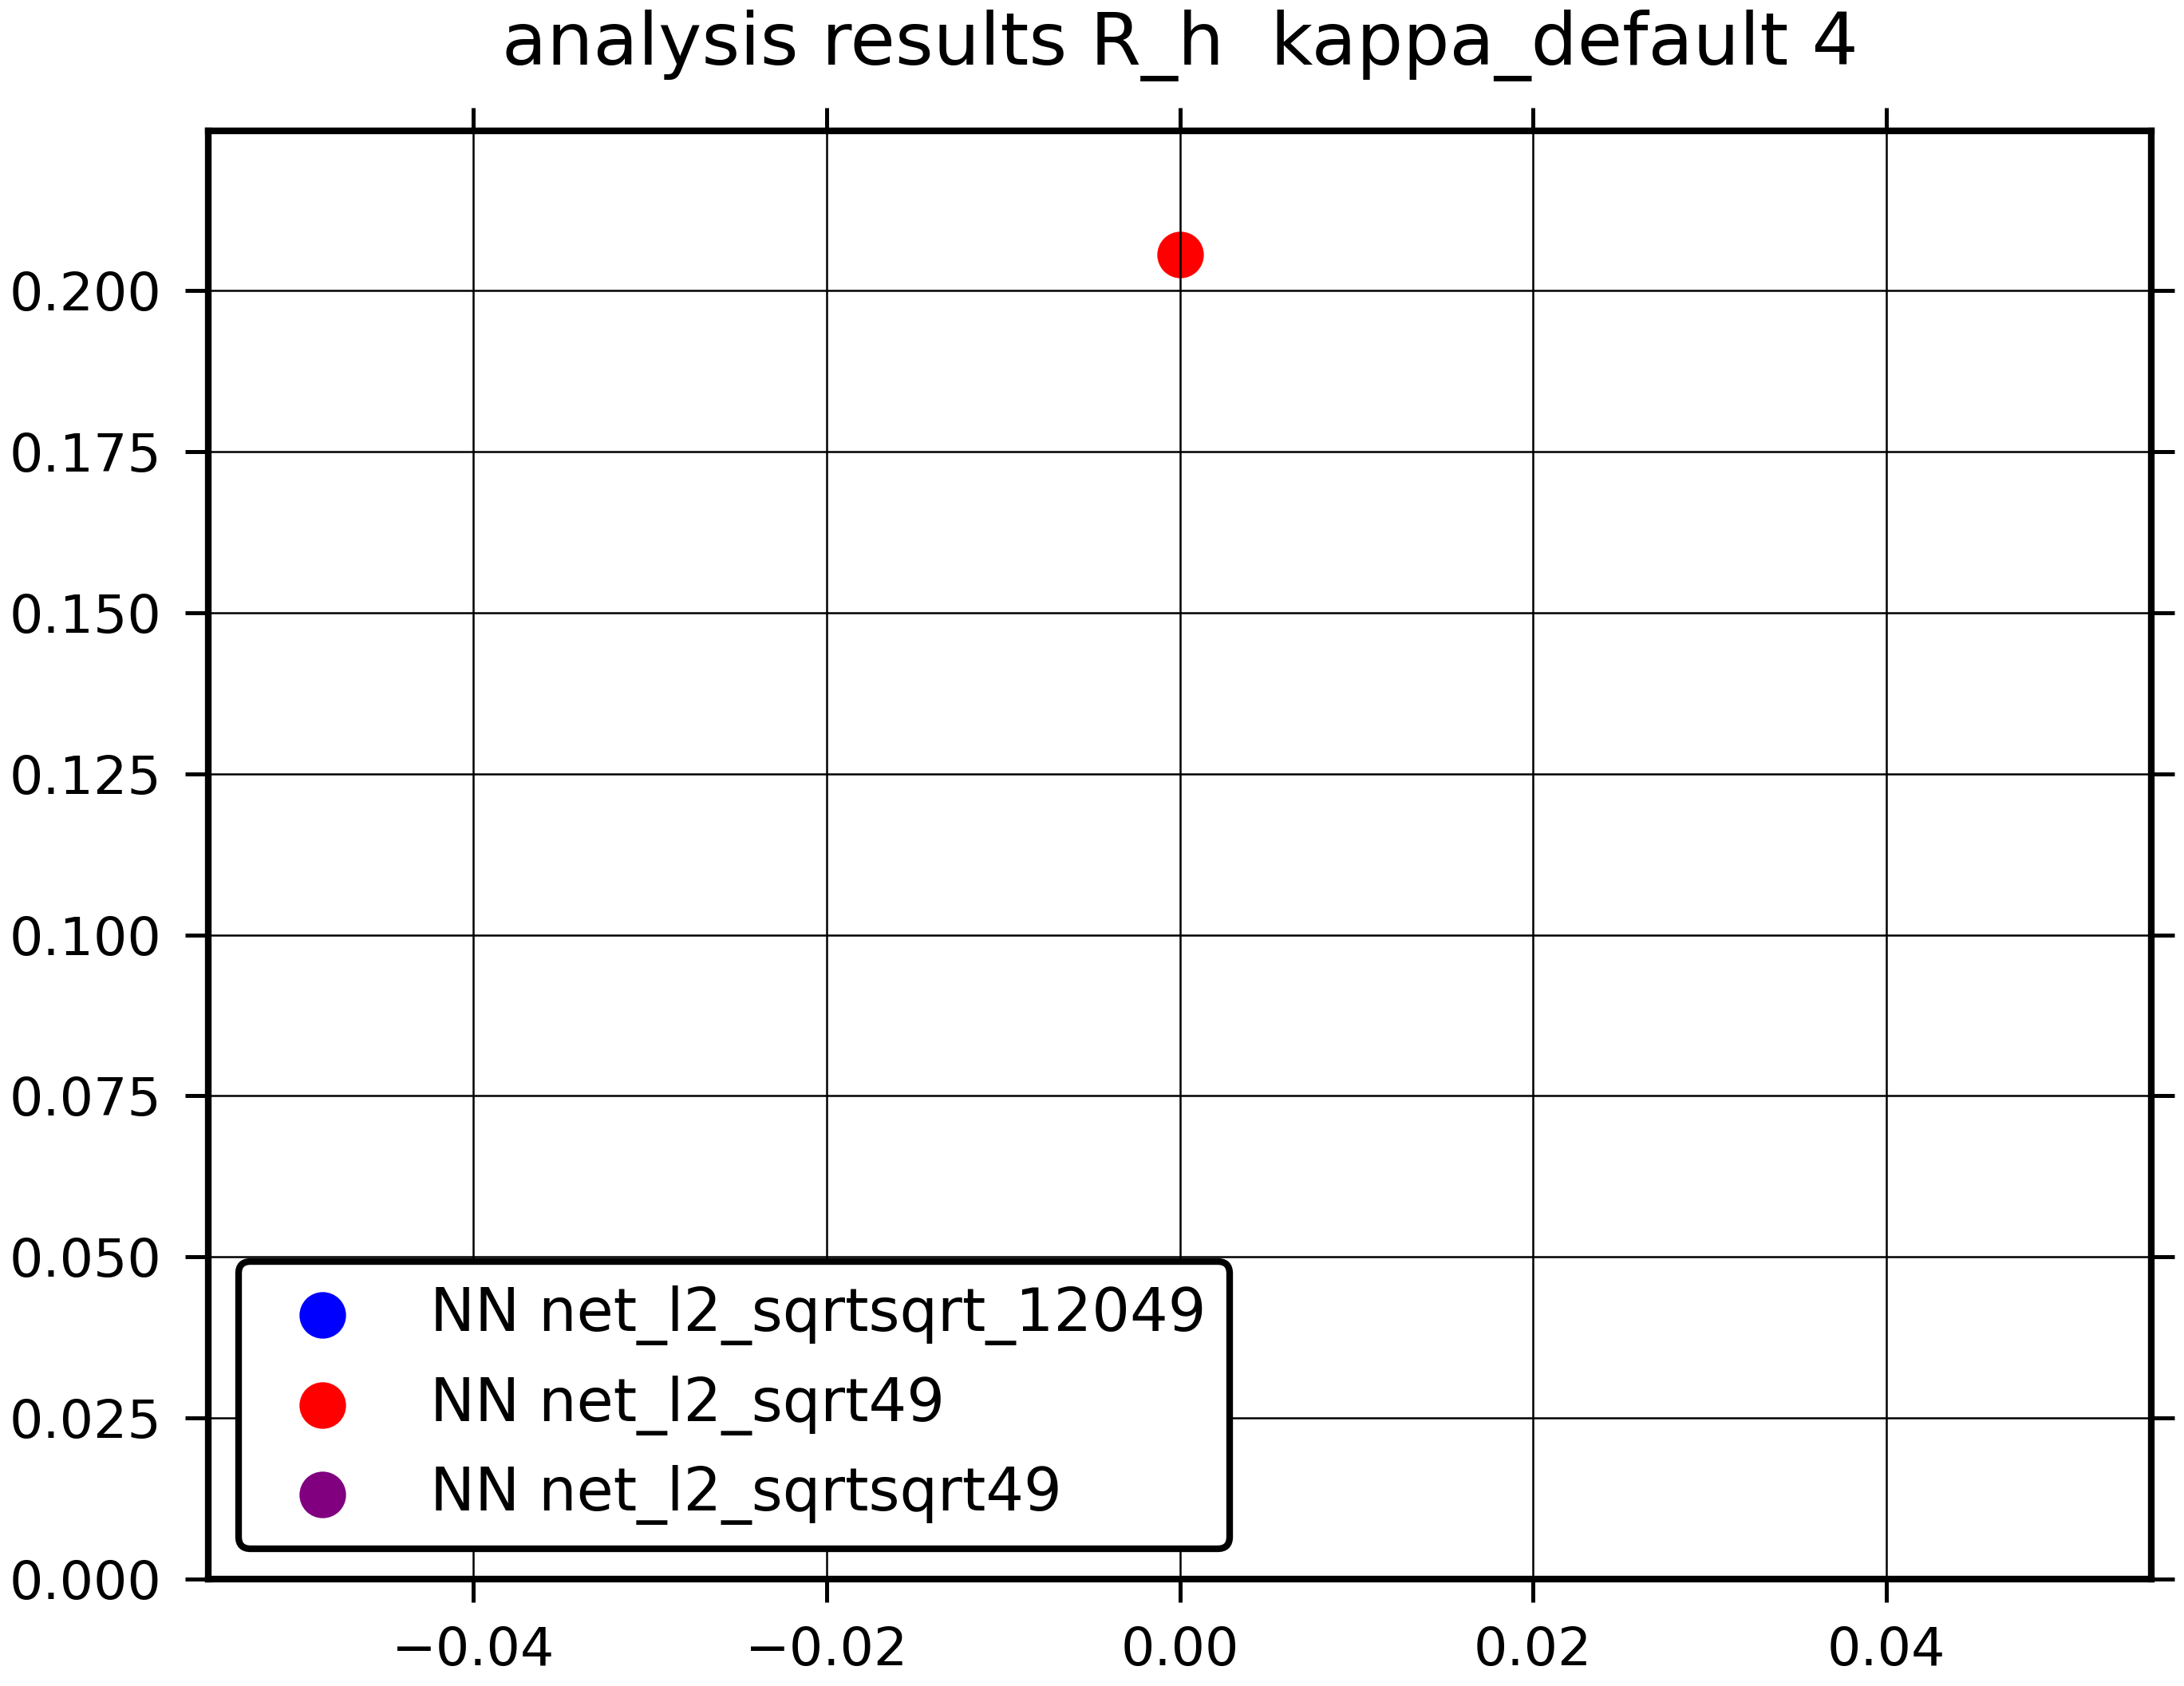 analysis results R_h  kappa_default 4
0.200
0.175
0.150
0.125
0.100
0.075
0.050
0.025
0.000
NN net_l2_sqrtsqrt_12049
NN net_l2_sqrt49
NN net_l2_sqrtsqrt49
−0.04 −0.02 0.00 0.02 0.04